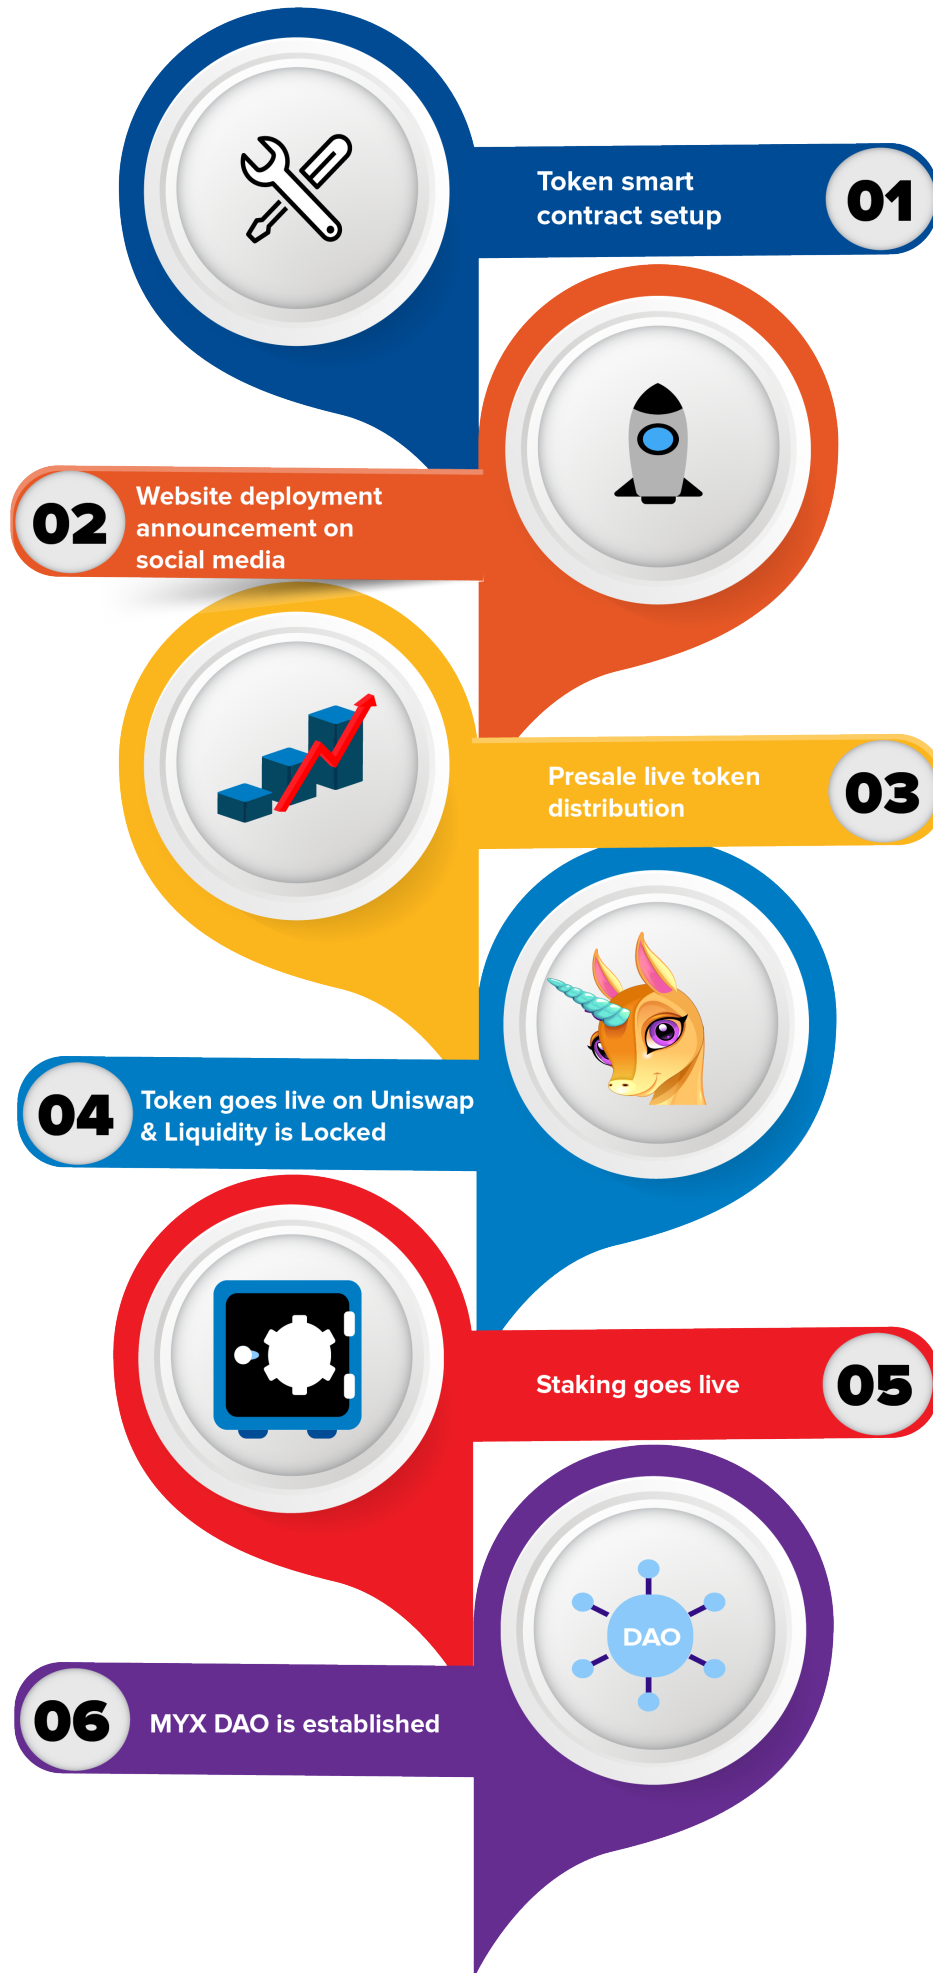 Token smart
contract setup
01
02
Website deployment
announcement on
social media
Presale live token
distribution
03
04
Token goes live on Uniswap
& Liquidity is Locked
Staking goes live
05
DAO
06
MYX DAO is established